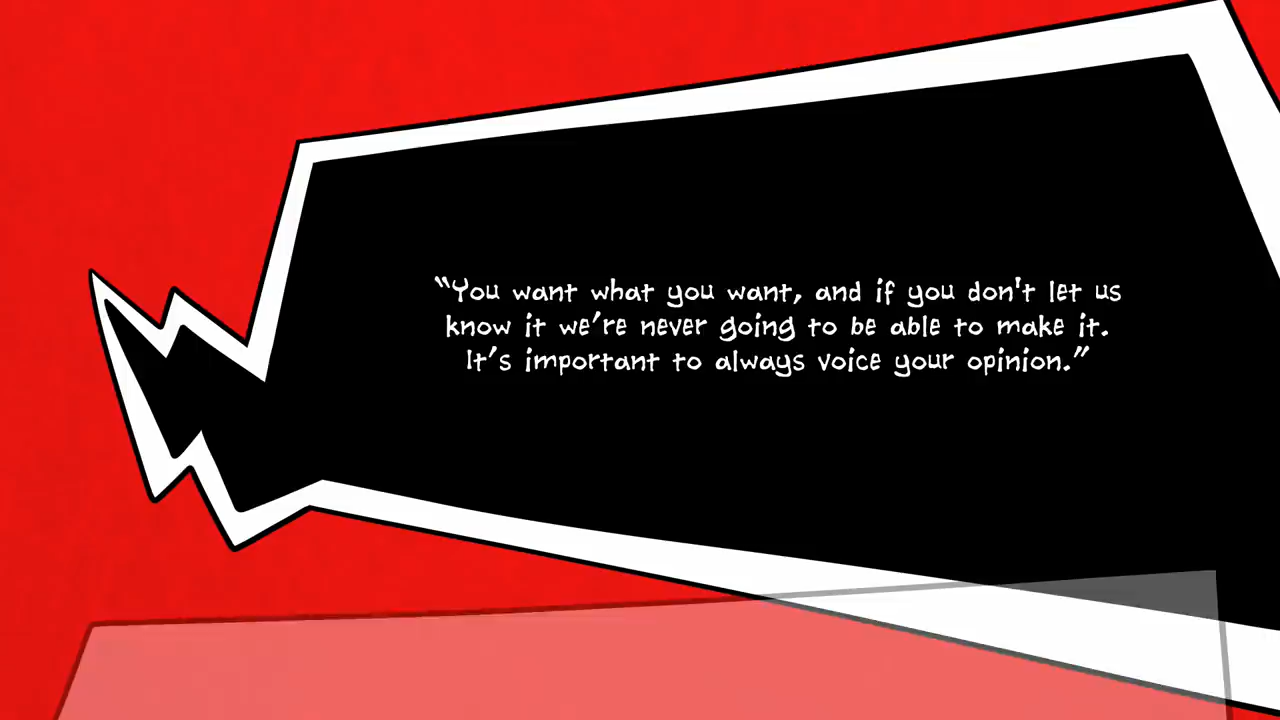 “You want what you want, and if you don't let us
know it we’re never going to be able to make it.
It’s important to always voice your opinion.”